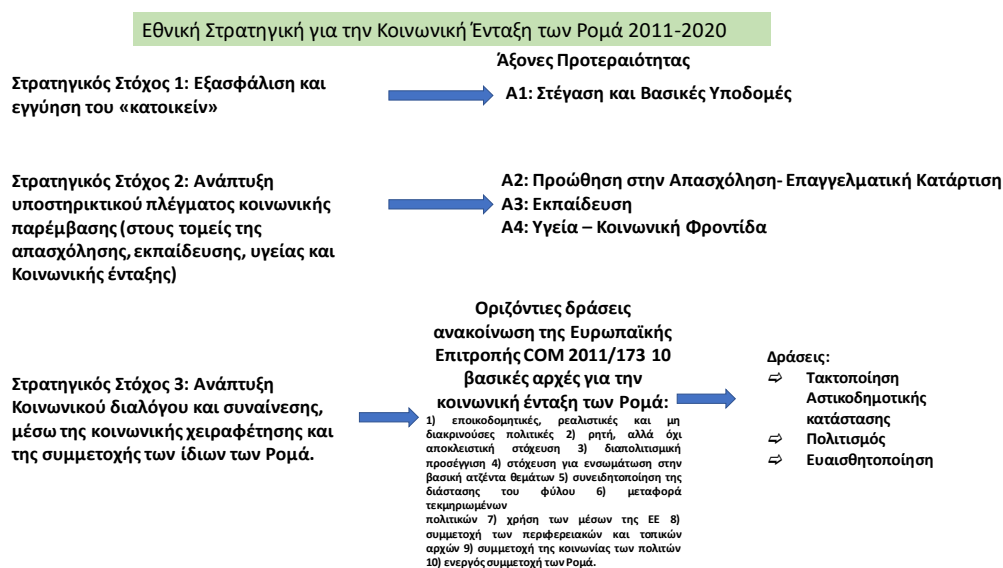 Εθνική Στρατηγική για την Κοινωνική Ένταξη των Ρομά 2011-2020
Άξονες Προτεραιότητας
Στρατηγικός Στόχος 1: Εξασφάλιση και
εγγύηση του «κατοικείν»
Α1: Στέγαση και Βασικές Υποδομές
Στρατηγικός Στόχος 2: Ανάπτυξη
υποστηρικτικού πλέγματος κοινωνικής
παρέμβασης (στους τομείς της
απασχόλησης, εκπαίδευσης, υγείας και
Κοινωνικής ένταξης)
Α2: Προώθηση στην Απασχόληση- Επαγγελματική Κατάρτιση
Α3: Εκπαίδευση
Α4: Υγεία – Κοινωνική Φροντίδα
Στρατηγικός Στόχος 3: Ανάπτυξη
Κοινωνικού διαλόγου και συναίνεσης,
μέσω της κοινωνικής χειραφέτησης και
της συμμετοχής των ίδιων των Ρομά.
Οριζόντιες δράσεις
ανακοίνωση της Ευρωπαϊκής
Επιτροπής COM 2011/173 10
βασικές αρχές για την
κοινωνική ένταξη των Ρομά:
1) εποικοδομητικές, ρεαλιστικές και μη
διακρινούσες πολιτικές 2) ρητή, αλλά όχι
αποκλειστική στόχευση 3) διαπολιτισμική
προσέγγιση 4) στόχευση για ενσωμάτωση στην
βασική ατζέντα θεμάτων 5) συνειδητοποίηση της
διάστασης του φύλου 6) μεταφορά
τεκμηριωμένων
πολιτικών 7) χρήση των μέσων της ΕΕ 8)
συμμετοχή των περιφερειακών και τοπικών
αρχών 9) συμμετοχή της κοινωνίας των πολιτών
10) ενεργός συμμετοχή των Ρομά.
Δράσεις:
⇨ Τακτοποίηση
Αστικοδημοτικής
κατάστασης
⇨ Πολιτισμός
⇨ Ευαισθητοποίηση